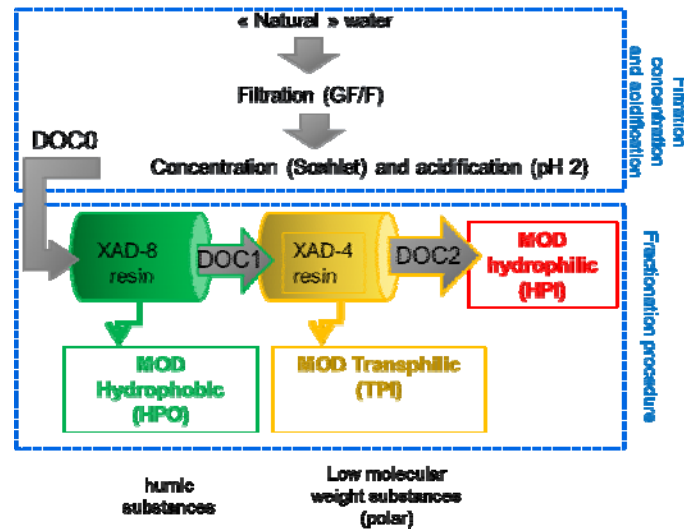 « Natural » water
Filtration (GF/F)
Concentration (Soxhlet) and acidification (pH 2)
Filtration
concentration
and acidification
DOC0
XAD-8
resin
DOC1
XAD-4
resin
DOC2
MOD
hydrophilic
(HPI)
MOD
Hydrophobic
(HPO)
MOD Transphilic
(TPI)
Fractionation procedure
humic
substances
Low molecular
weight substances
(polar)